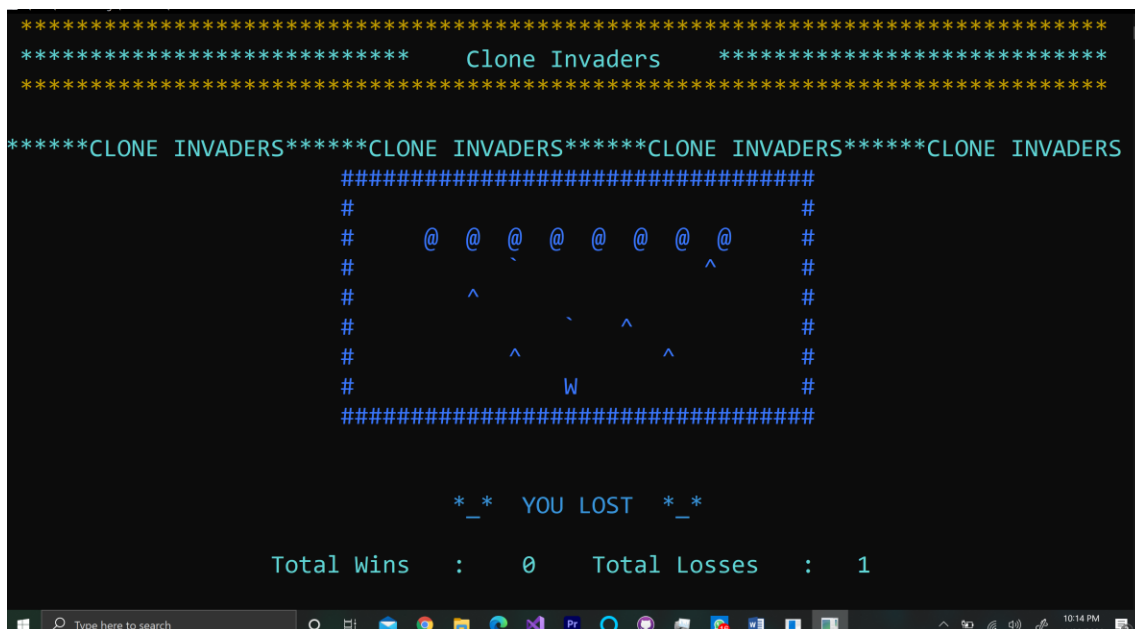 ******************************************************************************
**************************** Clone Invaders ****************************
******************************************************************************
******CLONE INVADERS******CLONE INVADERS******CLONE INVADERS******CLONE INVADERS
##################################
# #
# @ @ @ @ @ @ @ @ #
# ` ^ #
# ^ #
# ` ^ #
# ^ ^ #
# W #
##################################
*_* YOU LOST *_*
Total Wins : 0 Total Losses : 1
Type here to search
10:14 PM